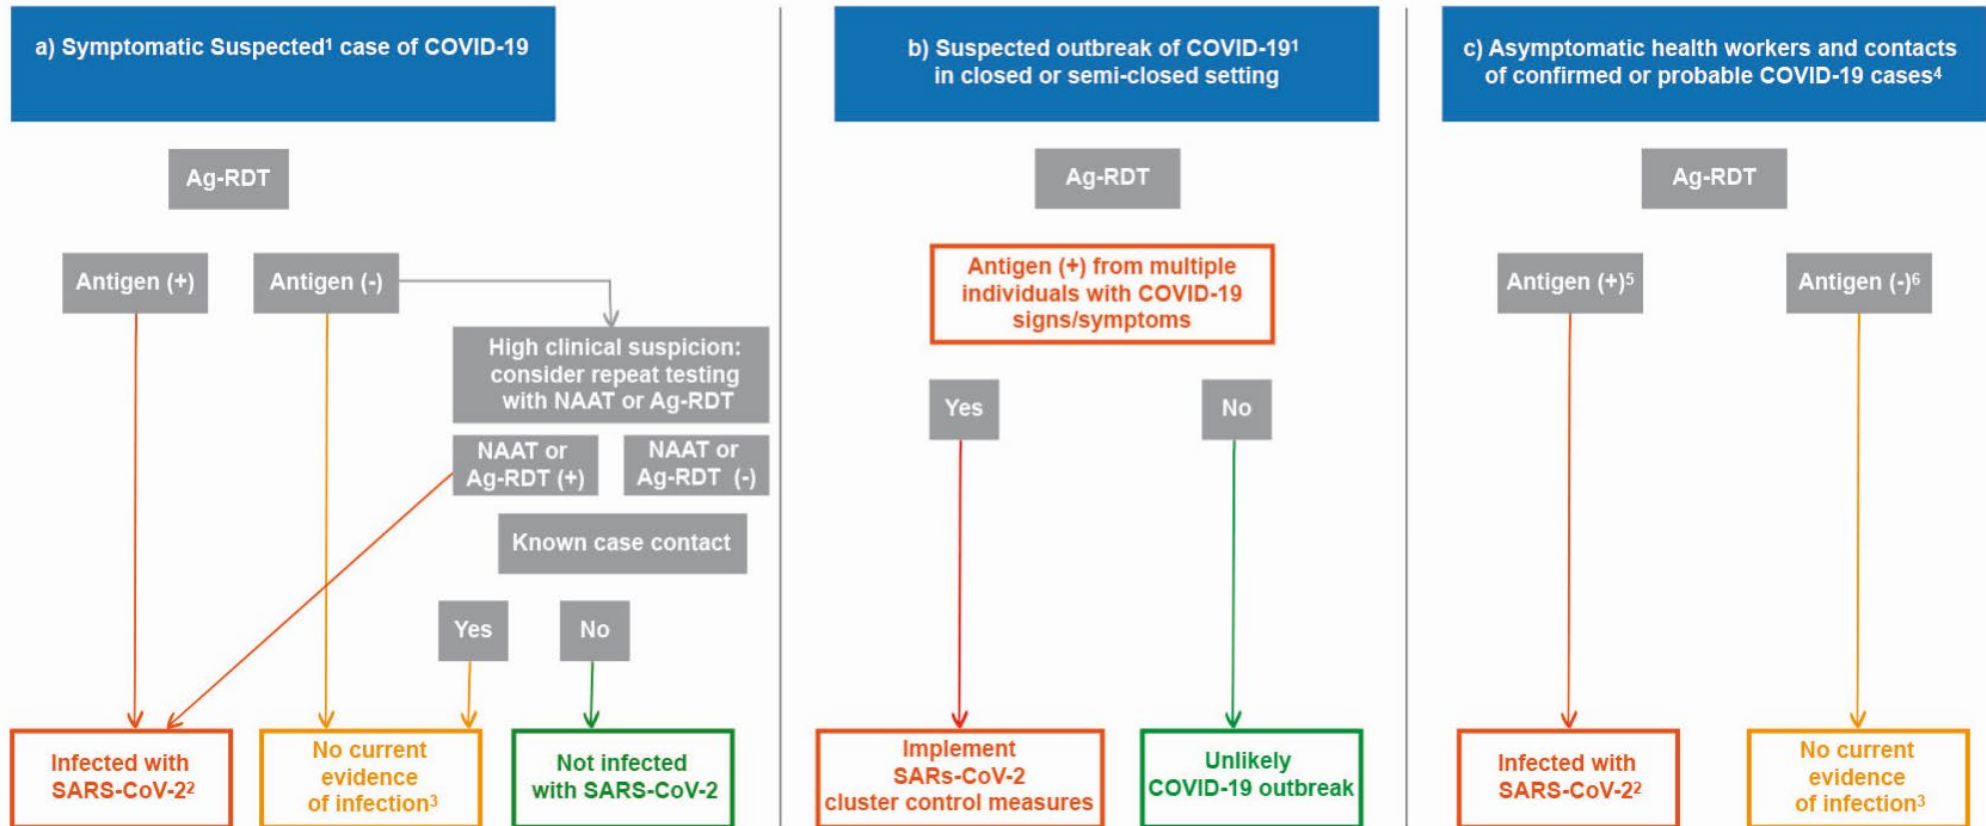 a) Symptomatic Suspected¹ case of COVID-19
Ag-RDT
Antigen (+)
Antigen (-)
High clinical suspicion:
consider repeat testing
with NAAT or Ag-RDT
NAAT or
Ag-RDT (+)
NAAT or
Ag-RDT (-)
Known case contact
Yes
No
Infected with
SARS-CoV-2²
No current
evidence
of infection³
Not infected
with SARS-CoV-2
b) Suspected outbreak of COVID-19¹
in closed or semi-closed setting
Ag-RDT
Antigen (+) from multiple
individuals with COVID-19
signs/symptoms
Yes
No
Implement
SARs-CoV-2
cluster control measures
Unlikely
COVID-19 outbreak
c) Asymptomatic health workers and contacts
of confirmed or probable COVID-19 cases⁴
Ag-RDT
Antigen (+)⁵
Antigen (-)⁶
Infected with
SARS-CoV-2²
No current
evidence
of infection³